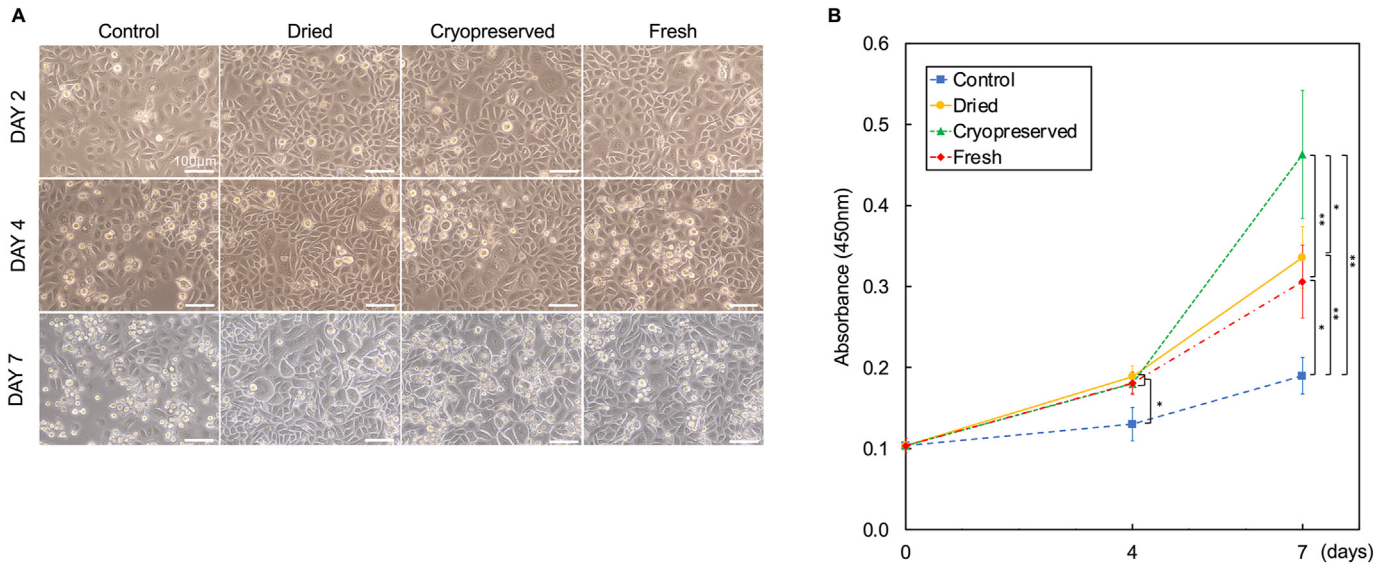 A
Control Dried Cryopreserved Fresh
DAY 2
100μm
DAY 4
DAY 7
B
Absorbance (450nm)
0.6
0.5
0.4
0.3
0.2
0.1
0.0
Control
Dried
Cryopreserved
Fresh
**
*
**
*
**
*
0 4 7 (days)